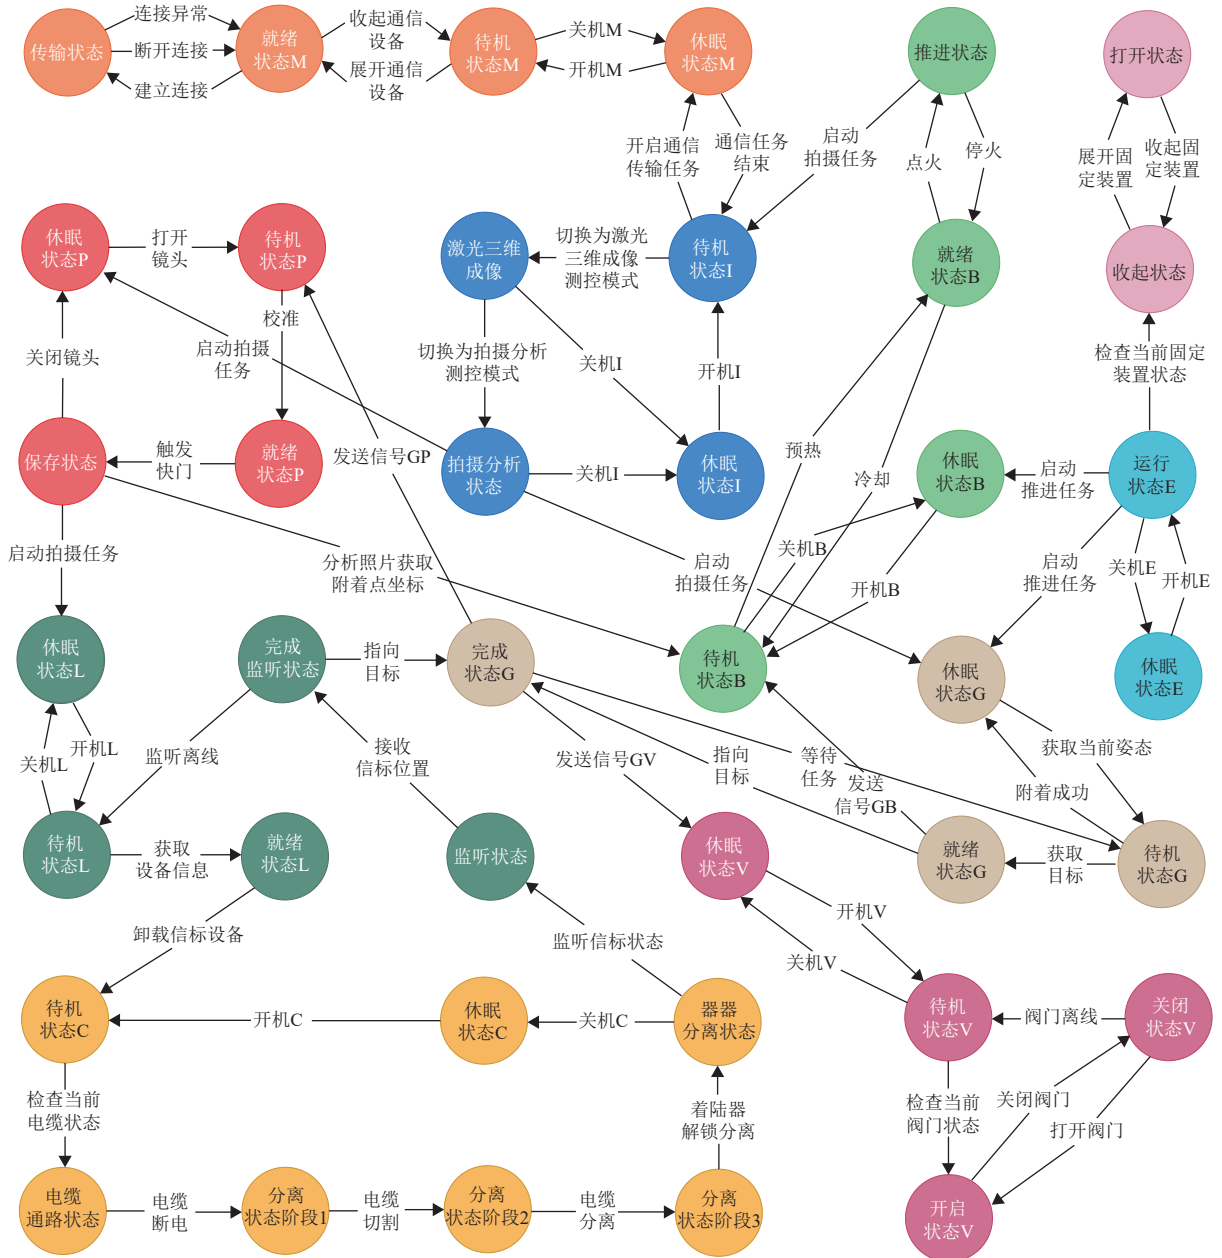 连接异常
传输状态
断开连接
建立连接
就绪
状态M
收起通信
设备
展开通信
设备
待机
状态M
关机M
开机M
休眠
状态M
推进状态
打开状态
开启通信
传输任务
通信任务
结束
启动
拍摄任务
点火
停火
展开固
定装置
收起固
定装置
休眠
状态P
打开
镜头
待机
状态P
激光三维
成像
切换为激光
三维成像
测控模式
待机
状态I
就绪
状态B
收起状态
校准
关闭镜头
启动拍摄
任务
切换为拍摄分析
测控模式
关机I
开机I
检查当前固定
装置状态
保存状态
触发
快门
就绪
状态P
发送信号GP
拍摄分析
状态
关机I
休眠
状态I
预热
冷却
休眠
状态B
启动
推进任务
运行
状态E
启动拍摄任务
分析照片获取
附着点坐标
启动
拍摄任务
关机B
开机B
启动
推进任务
关机E
开机E
休眠
状态L
完成
监听状态
指向
目标
完成
状态G
待机
状态B
休眠
状态G
休眠
状态E
关机L
开机L
监听离线
接收
信标位置
发送信号GV
指向
目标
等待
任务
发送
信号GB
获取当前姿态
附着成功
待机
状态L
获取
设备信息
就绪
状态L
监听状态
休眠
状态V
就绪
状态G
获取
目标
待机
状态G
卸载信标设备
监听信标状态
开机V
关机V
待机
状态C
开机C
休眠
状态C
关机C
器器
分离状态
待机
状态V
阀门离线
关闭
状态V
检查当前
电缆状态
着陆器
解锁分离
检查当前
阀门状态
关闭阀门
打开阀门
电缆
通路状态
电缆
断电
分离
状态阶段1
电缆
切割
分离
状态阶段2
电缆
分离
分离
状态阶段3
开启
状态V